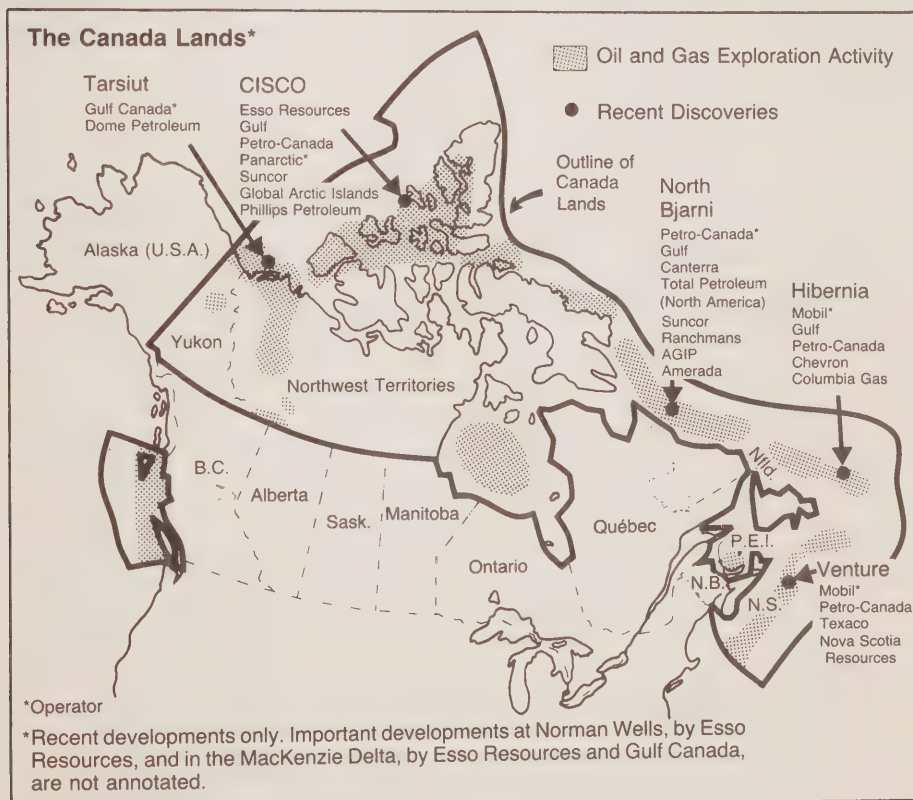 The Canada Lands*
Oil and Gas Exploration Activity
Recent Discoveries
Tarsiut
Gulf Canada*
Dome Petroleum
CISCO
Esso Resources
Gulf
Petro-Canada
Panarctic*
Suncor
Global Arctic Islands
Phillips Petroleum
Outline of
Canada
Lands
North
Bjarni
Petro-Canada*
Gulf
Canterra
Total Petroleum
(North America)
Suncor
Ranchmans
AGIP
Amerada
Hibernia
Mobil*
Gulf
Petro-Canada
Chevron
Columbia Gas
Alaska (U.S.A.)
Yukon
Northwest Territories
B.C.
Alberta
Sask.
Manitoba
Ontario
Québec
Nfld
P.E.I.
N.B.
N.S.
Venture
Mobil*
Petro-Canada
Texaco
Nova Scotia
Resources
*Operator
*Recent developments only. Important developments at Norman Wells, by Esso
Resources, and in the MacKenzie Delta, by Esso Resources and Gulf Canada,
are not annotated.